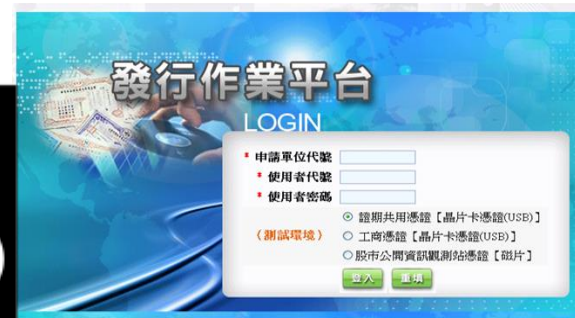 發行作業平台
LOGIN
* 申請單位代號
* 使用者代號
* 使用者密碼
(測試環境)
證期共用憑證【晶片卡憑證(USB)】
工商憑證【晶片卡憑證(USB)】
股市公開資訊觀測站憑證【磁片】
登入 重填